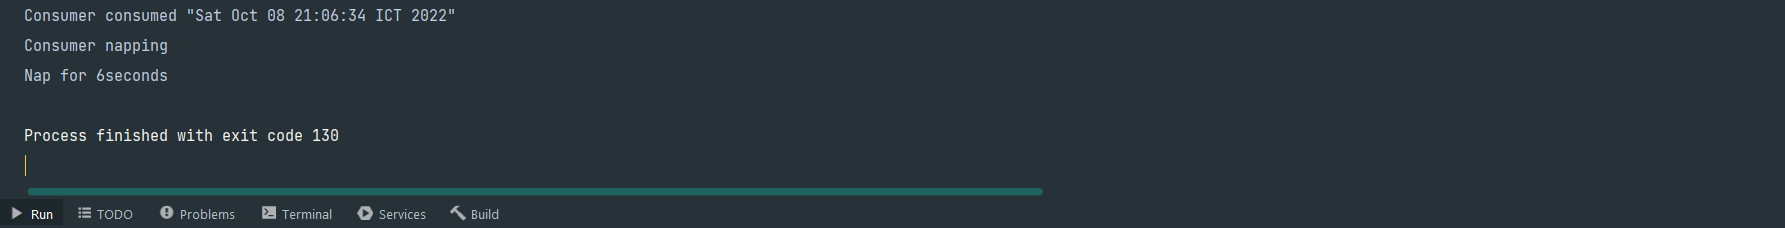 Consumer consumed "Sat Oct 08 21:06:34 ICT 2022"
Consumer napping
Nap for 6seconds
Process finished with exit code 130
Run TODO Problems Terminal Services Build